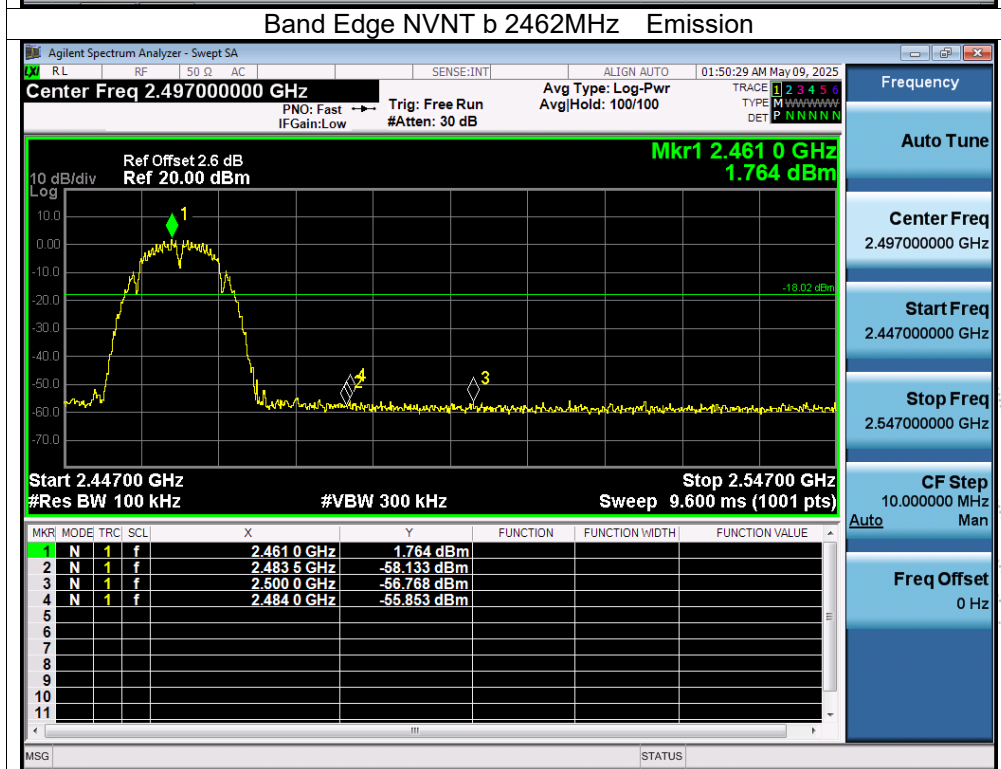 Band Edge NVNT b 2462MHz Emission
Agilent Spectrum Analyzer - Swept SA
LXI RL RF 50 Ω AC SENSE:INT ALIGN AUTO 01:50:29 AM May 09, 2025
Center Freq 2.497000000 GHz
PNO: Fast
IFGain:Low
Trig: Free Run
#Atten: 30 dB
Avg Type: Log-Pwr
Avg|Hold: 100/100
TRACE 1 2 3 4 5 6
TYPE M WWWWW
DET P N N N N N
Mkr1 2.461 0 GHz
1.764 dBm
Ref Offset 2.6 dB
10 dB/div Ref 20.00 dBm
Log
10.0
0.00
-10.0
-20.0
-30.0
-40.0
-50.0
-60.0
-70.0
1
-18.02 dBm
4
2
3
Start 2.44700 GHz Stop 2.54700 GHz
#Res BW 100 kHz #VBW 300 kHz Sweep 9.600 ms (1001 pts)
MKR MODE TRC SCL X Y FUNCTION FUNCTION WIDTH FUNCTION VALUE
1 N 1 f 2.461 0 GHz 1.764 dBm
2 N 1 f 2.483 5 GHz -58.133 dBm
3 N 1 f 2.500 0 GHz -56.768 dBm
4 N 1 f 2.484 0 GHz -55.853 dBm
5
6
7
8
9
10
11
MSG STATUS
Frequency
Auto Tune
Center Freq
2.497000000 GHz
Start Freq
2.447000000 GHz
Stop Freq
2.547000000 GHz
CF Step
10.000000 MHz
Auto Man
Freq Offset
0 Hz